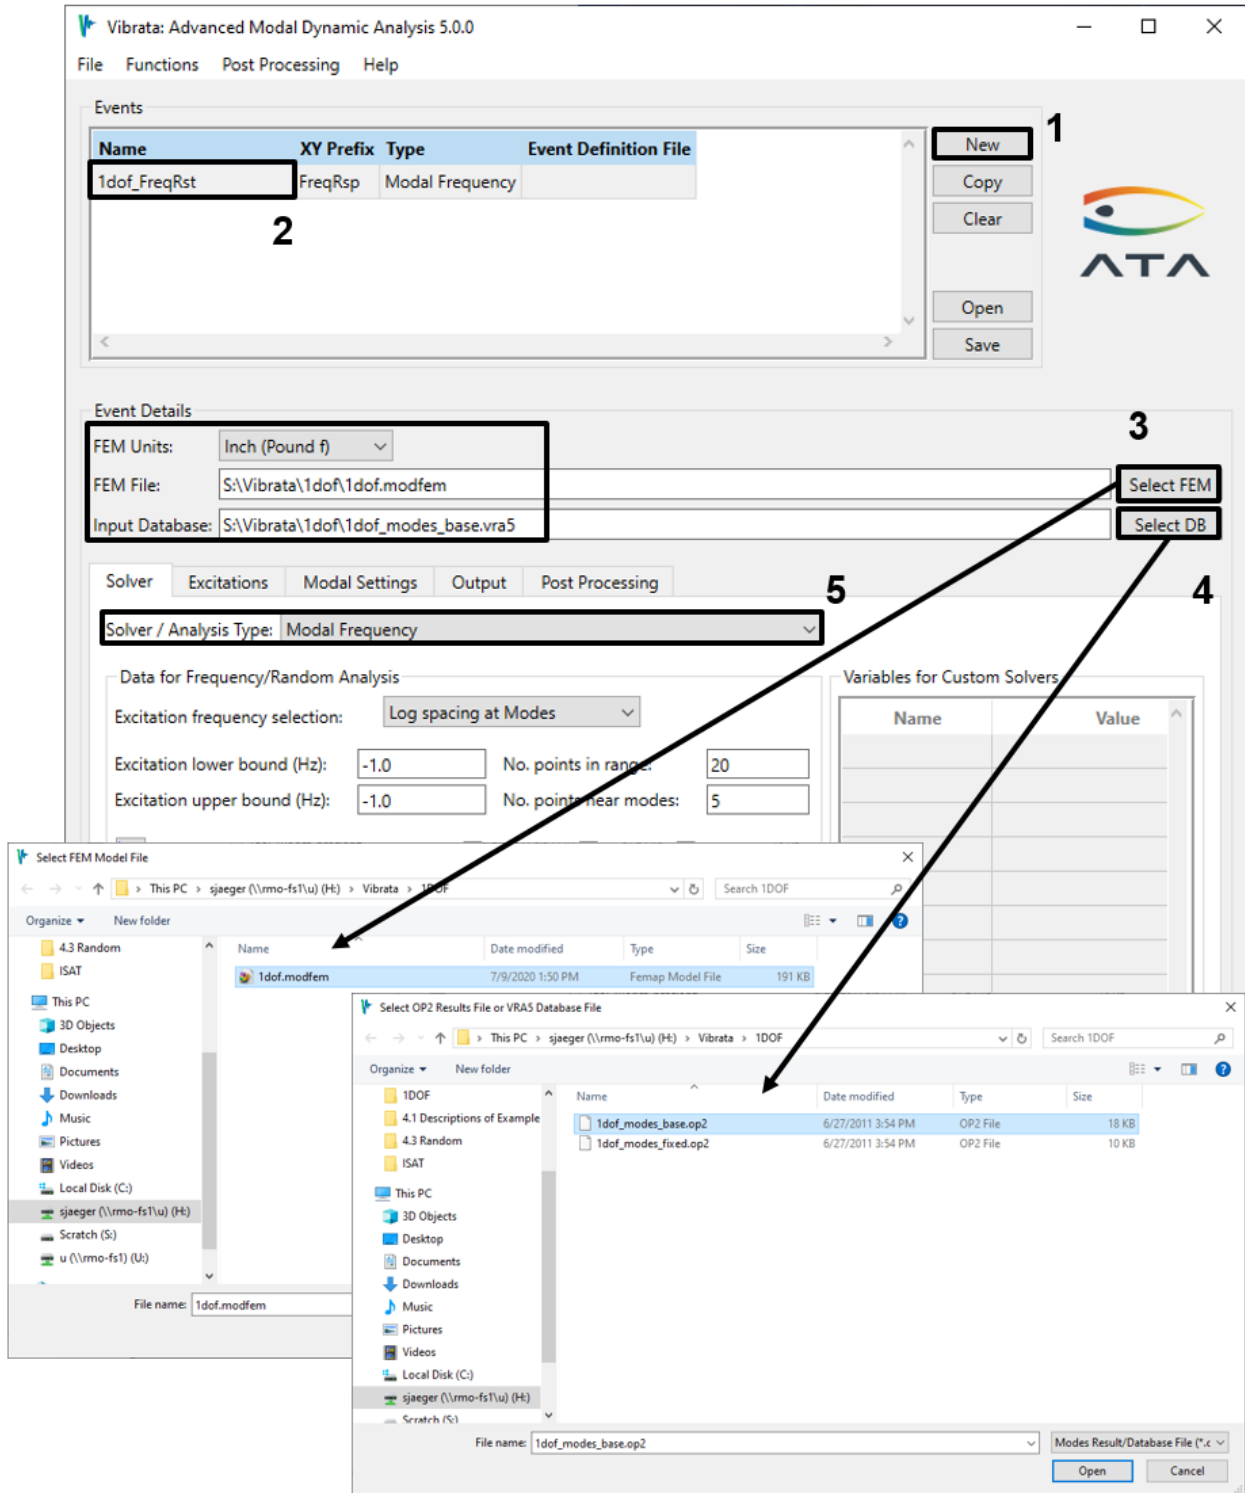 Vibrata: Advanced Modal Dynamic Analysis 5.0.0
File Functions Post Processing Help
Events
1
Name XY Prefix Type Event Definition File
New
1dof_FreqRst FreqRsp Modal Frequency
Copy
2
Clear
ATA
Open
Save
Event Details
3
FEM Units: Inch (Pound f)
FEM File: S:\Vibrata\1dof\1dof.modfem Select FEM
Input Database: S:\Vibrata\1dof\1dof_modes_base.vra5 Select DB
Solver Excitations Modal Settings Output Post Processing
5 4
Solver / Analysis Type: Modal Frequency
Data for Frequency/Random Analysis Variables for Custom Solvers
Excitation frequency selection: Log spacing at Modes Name Value
Excitation lower bound (Hz): -1.0 No. points in range: 20
Excitation upper bound (Hz): -1.0 No. points near modes: 5
Select FEM Model File
This PC > sjaeger (\\rmo-fs1\u) (H:) > Vibrata > 1DOF Search 1DOF
Organize New folder
4.3 Random
ISAT
This PC
3D Objects
Desktop
Documents
Downloads
Music
Pictures
Videos
Local Disk (C:)
sjaeger (\\rmo-fs1\u) (H:)
Scratch (S:)
u (\\rmo-fs1) (U:)
Name Date modified Type Size
1dof.modfem 7/9/2020 1:50 PM Femap Model File 191 KB
File name: 1dof.modfem
Select OP2 Results File or VRA5 Database File
This PC > sjaeger (\\rmo-fs1\u) (H:) > Vibrata > 1DOF Search 1DOF
Organize New folder
1DOF
4.1 Descriptions of Example
4.3 Random
ISAT
This PC
3D Objects
Desktop
Documents
Downloads
Music
Pictures
Videos
Local Disk (C:)
sjaeger (\\rmo-fs1\u) (H:)
Scratch (S:)
Name Date modified Type Size
1dof_modes_base.op2 6/27/2011 3:54 PM OP2 File 18 KB
1dof_modes_fixed.op2 6/27/2011 3:54 PM OP2 File 10 KB
File name: 1dof_modes_base.op2 Modes Result/Database File (*.c
Open Cancel